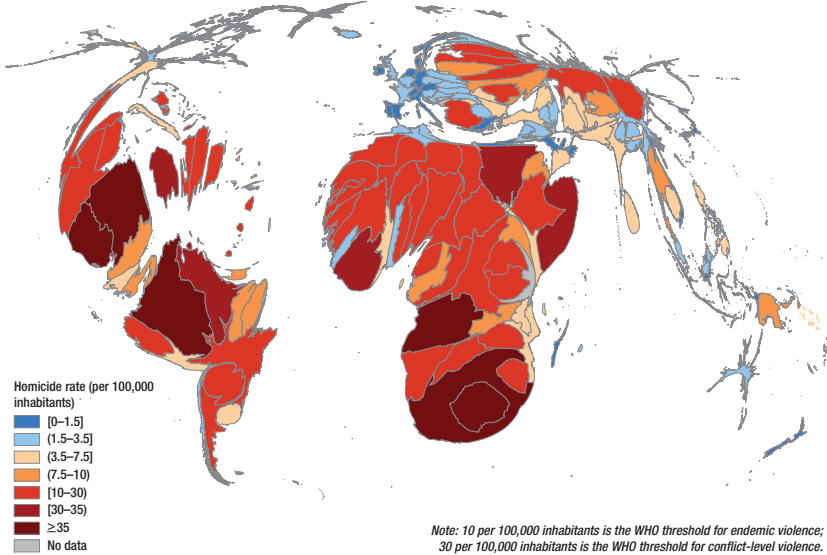 Homicide rate (per 100,000
inhabitants)
[0–1.5]
(1.5–3.5]
(3.5–7.5]
(7.5–10)
[10–30)
[30–35)
≥35
No data
Note: 10 per 100,000 inhabitants is the WHO threshold for endemic violence;
30 per 100,000 inhabitants is the WHO threshold for conflict-level violence.